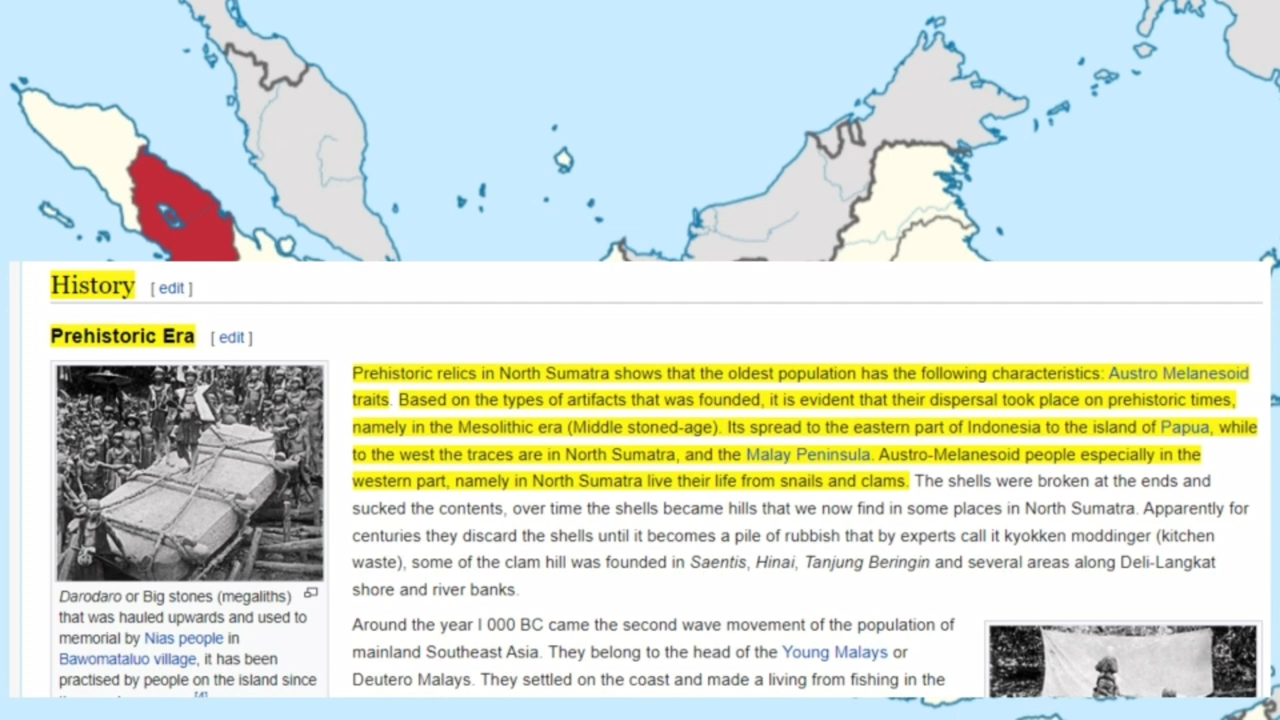 History [ edit ]
Prehistoric Era [ edit ]
Prehistoric relics in North Sumatra shows that the oldest population has the following characteristics: Austro Melanesoid
traits. Based on the types of artifacts that was founded, it is evident that their dispersal took place on prehistoric times,
namely in the Mesolithic era (Middle stoned-age). Its spread to the eastern part of Indonesia to the island of Papua, while
to the west the traces are in North Sumatra, and the Malay Peninsula. Austro-Melanesoid people especially in the
western part, namely in North Sumatra live their life from snails and clams. The shells were broken at the ends and
sucked the contents, over time the shells became hills that we now find in some places in North Sumatra. Apparently for
centuries they discard the shells until it becomes a pile of rubbish that by experts call it kyokken moddinger (kitchen
waste), some of the clam hill was founded in Saentis, Hinai, Tanjung Beringin and several areas along Deli-Langkat
shore and river banks.
Darodaro or Big stones (megaliths)
that was hauled upwards and used to
memorial by Nias people in
Bawomataluo village, it has been
practised by people on the island since
[4]
Around the year I 000 BC came the second wave movement of the population of
mainland Southeast Asia. They belong to the head of the Young Malays or
Deutero Malays. They settled on the coast and made a living from fishing in the